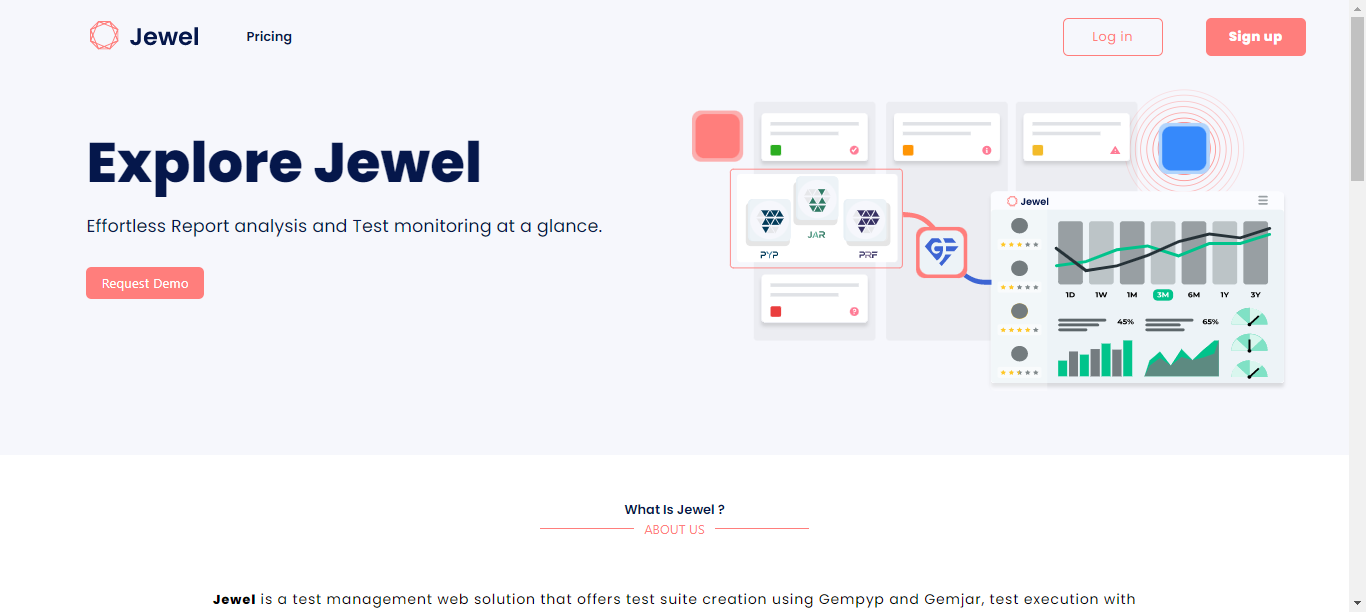 Jewel
Pricing
Log in
Sign up
Explore Jewel
Effortless Report analysis and Test monitoring at a glance.
Request Demo
PYP
JAR
PRF
GF
Jewel
1D 1W 1M 3M 6M 1Y 3Y
45%
65%
What Is Jewel ?
ABOUT US
Jewel is a test management web solution that offers test suite creation using Gempyp and Gemjar, test execution with